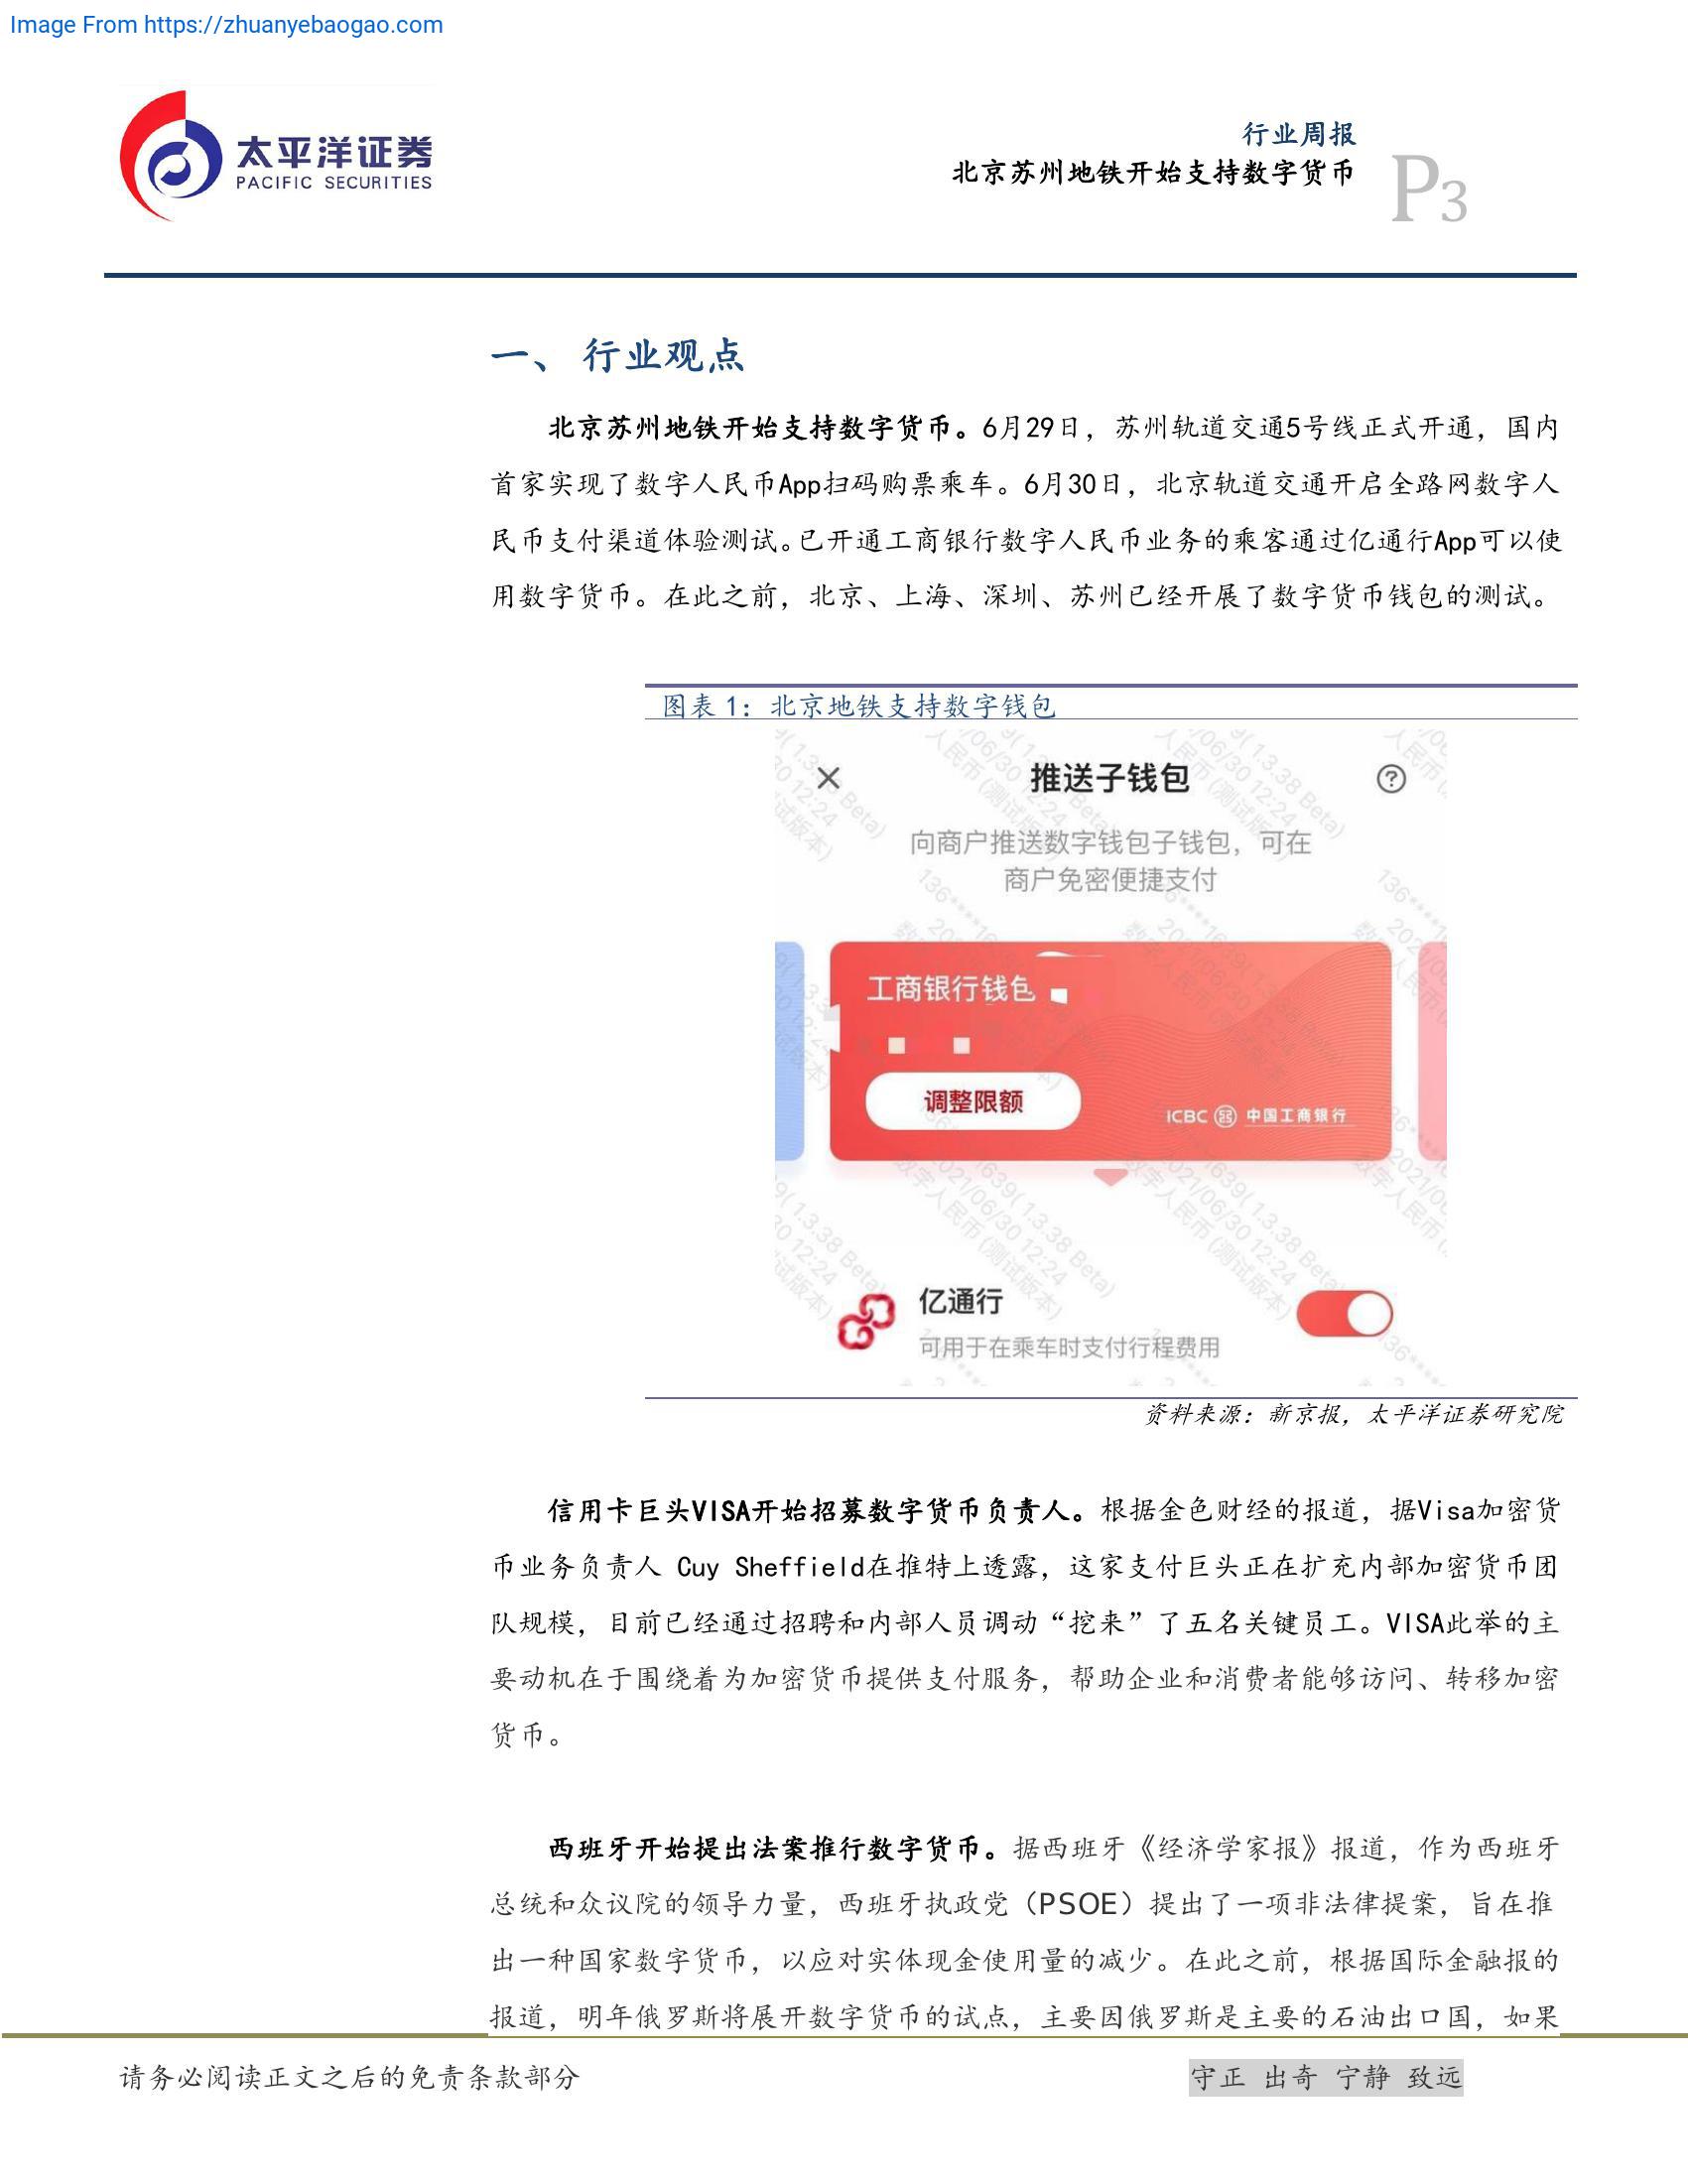 Image From https://zhuanyebaogao.com
太平洋证券
PACIFIC SECURITIES
行业周报
北京苏州地铁开始支持数字货币
P3
一、 行业观点
北京苏州地铁开始支持数字货币。6月29日，苏州轨道交通5号线正式开通，国内
首家实现了数字人民币App扫码购票乘车。6月30日，北京轨道交通开启全路网数字人
民币支付渠道体验测试。已开通工商银行数字人民币业务的乘客通过亿通行App可以使
用数字货币。在此之前，北京、上海、深圳、苏州已经开展了数字货币钱包的测试。
图表 1：北京地铁支持数字钱包
推送子钱包
向商户推送数字钱包子钱包，可在
商户免密便捷支付
工商银行钱包
调整限额
ICBC 中国工商银行
亿通行
可用于在乘车时支付行程费用
资料来源：新京报，太平洋证券研究院
信用卡巨头VISA开始招募数字货币负责人。根据金色财经的报道，据Visa加密货
币业务负责人 Cuy Sheffield在推特上透露，这家支付巨头正在扩充内部加密货币团
队规模，目前已经通过招聘和内部人员调动“挖来”了五名关键员工。VISA此举的主
要动机在于围绕着为加密货币提供支付服务，帮助企业和消费者能够访问、转移加密
货币。
西班牙开始提出法案推行数字货币。据西班牙《经济学家报》报道，作为西班牙
总统和众议院的领导力量，西班牙执政党（PSOE）提出了一项非法律提案，旨在推
出一种国家数字货币，以应对实体现金使用量的减少。在此之前，根据国际金融报的
报道，明年俄罗斯将展开数字货币的试点，主要因俄罗斯是主要的石油出口国，如果
请务必阅读正文之后的免责条款部分
守正 出奇 宁静 致远